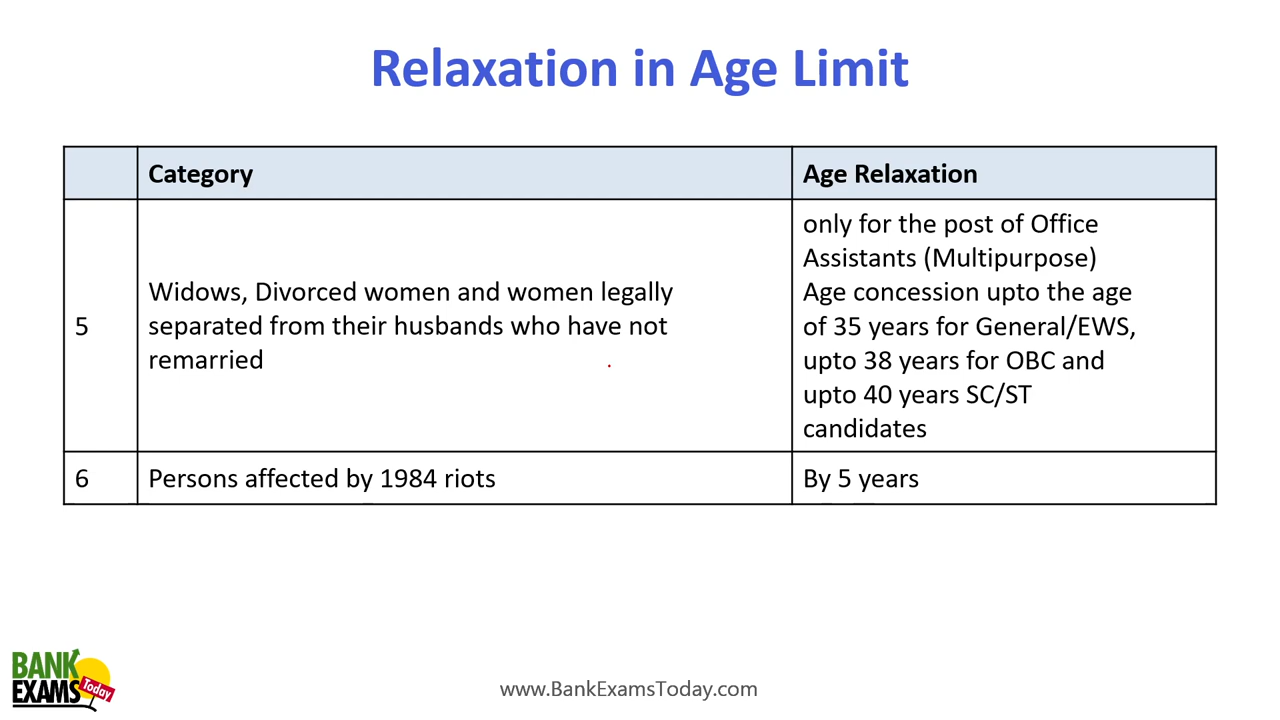 Relaxation in Age Limit
Category
Age Relaxation
5
Widows, Divorced women and women legally
separated from their husbands who have not
remarried
only for the post of Office
Assistants (Multipurpose)
Age concession upto the age
of 35 years for General/EWS,
upto 38 years for OBC and
upto 40 years SC/ST
candidates
6
Persons affected by 1984 riots
By 5 years
BANK
EXAMS
Today
www.BankExamsToday.com